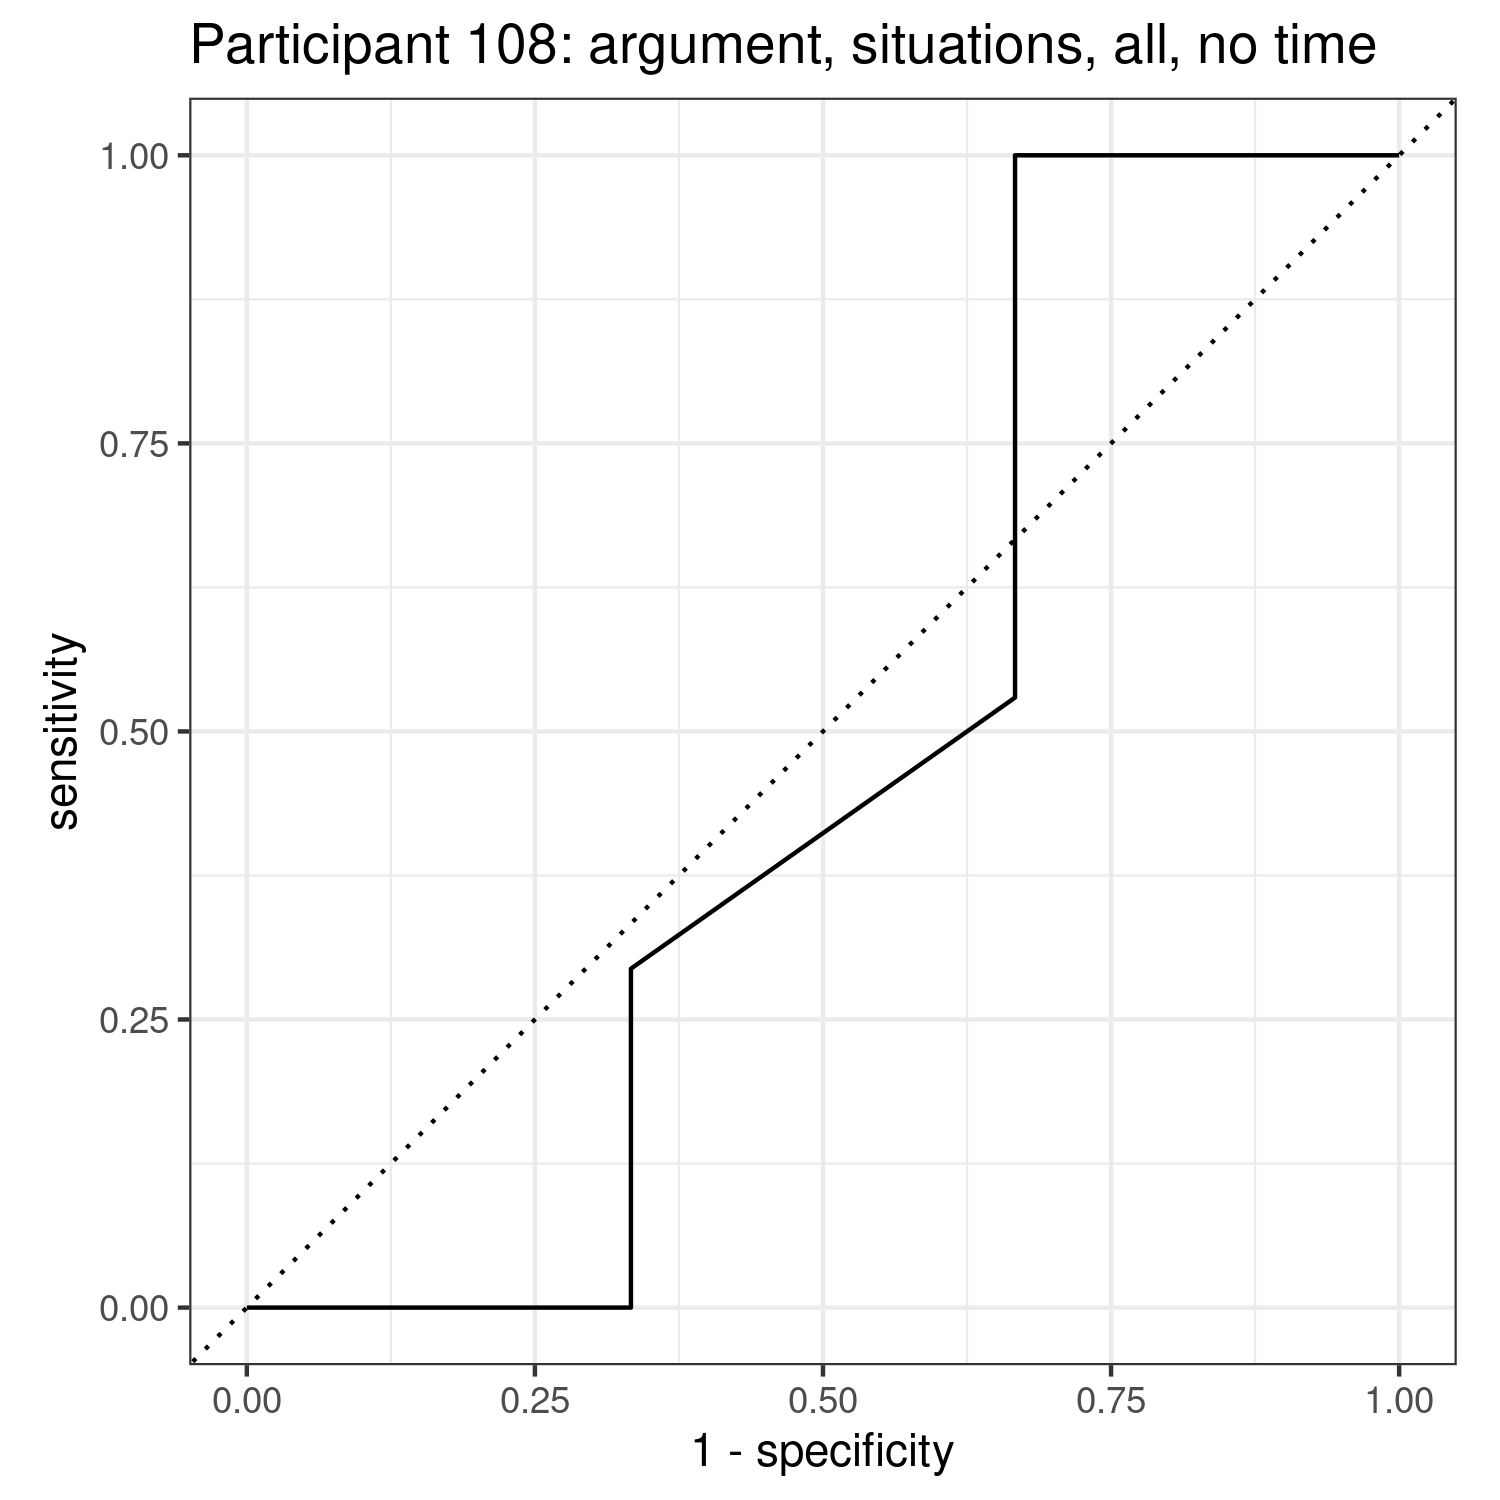 Participant 108: argument, situations, all, no time
1.00
0.75
0.50
0.25
0.00
sensitivity
0.00 0.25 0.50 0.75 1.00
1 - specificity